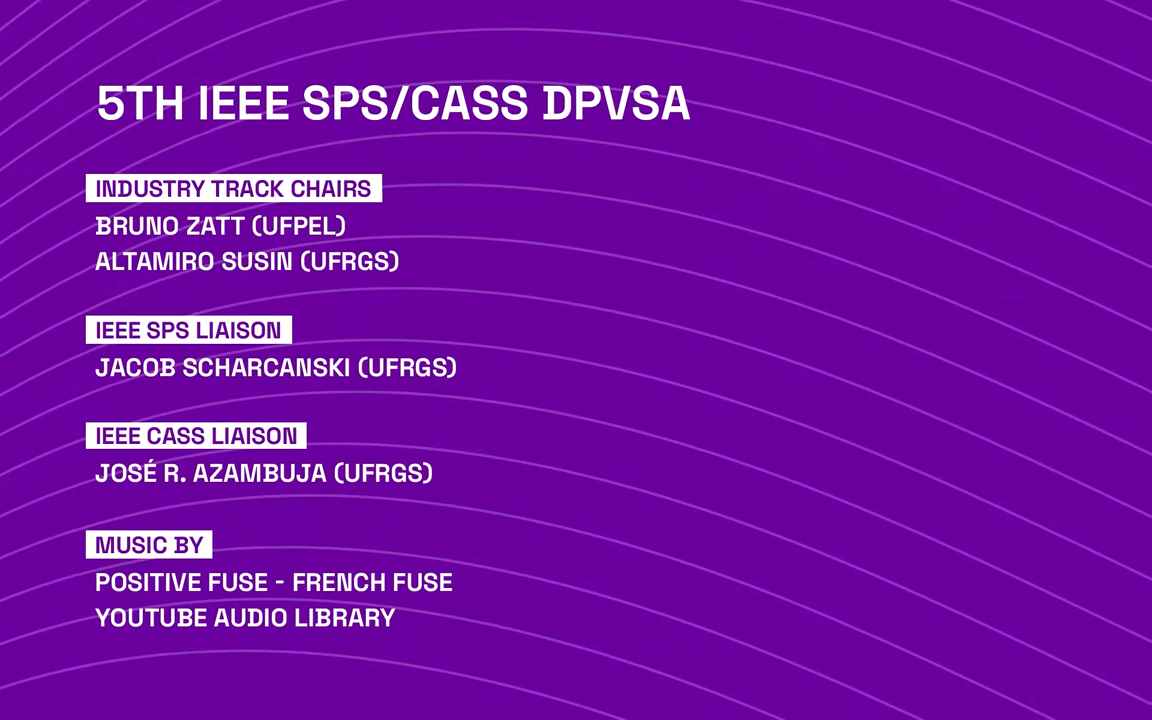 5TH IEEE SPS/CASS DPVSA
INDUSTRY TRACK CHAIRS
BRUNO ZATT (UFPEL)
ALTAMIRO SUSIN (UFRGS)
IEEE SPS LIAISON
JACOB SCHARCANSKI (UFRGS)
IEEE CASS LIAISON
JOSÉ R. AZAMBUJA (UFRGS)
MUSIC BY
POSITIVE FUSE - FRENCH FUSE
YOUTUBE AUDIO LIBRARY